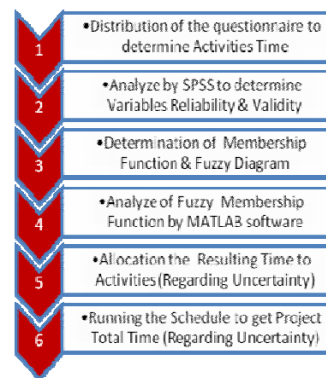 1
•Distribution of the questionnaire to
determine Activities Time
2
•Analyze by SPSS to determine
Variables Reliability & Validity
3
•Determination of Membership
Function & Fuzzy Diagram
4
•Analyze of Fuzzy Membership
Function by MATLAB software
5
•Allocation the Resulting Time to
Activities (Regarding Uncertainty)
6
•Running the Schedule to get Project
Total Time (Regarding Uncertainty)